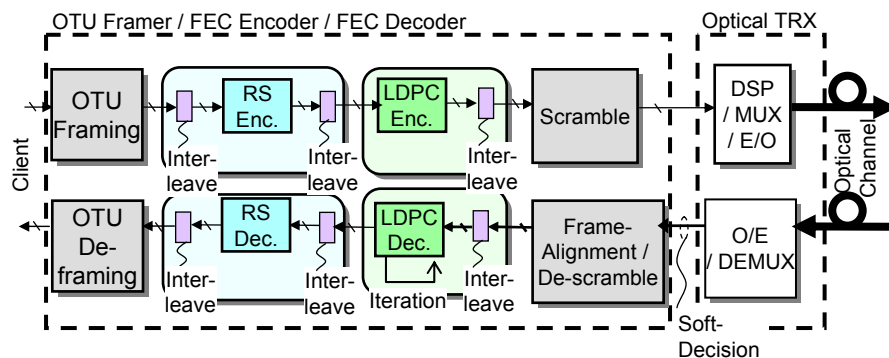 OTU Framer / FEC Encoder / FEC Decoder
Optical TRX
Client
OTU
Framing
Inter-
leave
RS
Enc.
Inter-
leave
LDPC
Enc.
Inter-
leave
Scramble
DSP
/ MUX
/ E/O
Optical
Channel
OTU
De-
framing
Inter-
leave
RS
Dec.
Inter-
leave
LDPC
Dec.
Iteration
Inter-
leave
Frame-
Alignment /
De-scramble
Soft-
Decision
O/E
/ DEMUX